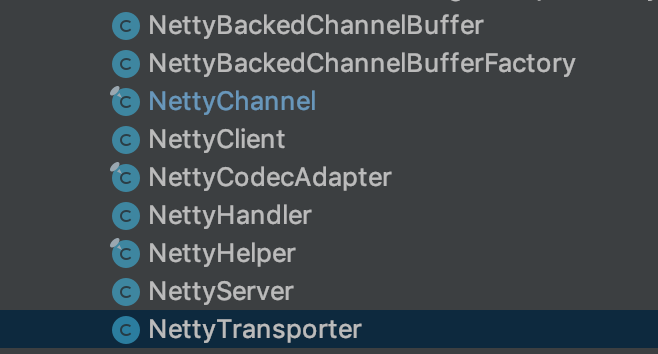 NettyBackedChannelBuffer
NettyBackedChannelBufferFactory
NettyChannel
NettyClient
NettyCodecAdapter
NettyHandler
NettyHelper
NettyServer
NettyTransporter